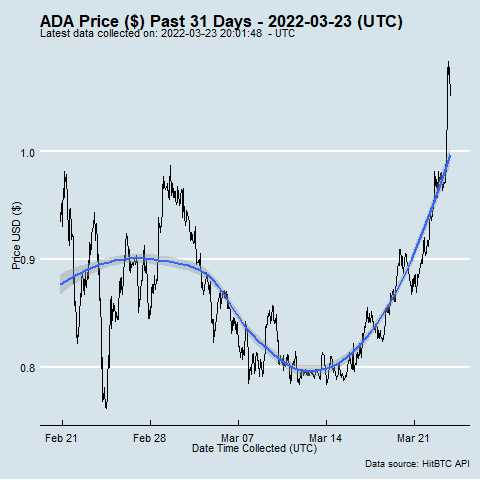 ADA Price ($) Past 31 Days - 2022-03-23 (UTC)
Latest data collected on: 2022-03-23 20:01:48 - UTC
1.0
0.9
0.8
Price USD ($)
Feb 21 Feb 28 Mar 07 Mar 14 Mar 21
Date Time Collected (UTC)
Data source: HitBTC API